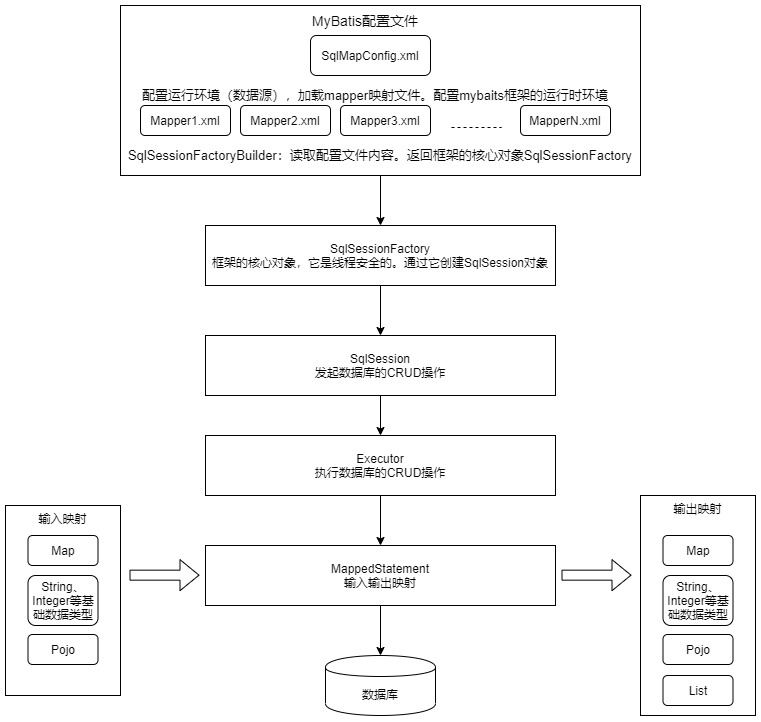 MyBatis配置文件
SqlMapConfig.xml
配置运行环境（数据源），加载mapper映射文件。配置mybaits框架的运行时环境
Mapper1.xml
Mapper2.xml
Mapper3.xml
MapperN.xml
SqlSessionFactoryBuilder：读取配置文件内容。返回框架的核心对象SqlSessionFactory
SqlSessionFactory
框架的核心对象，它是线程安全的。通过它创建SqlSession对象
SqlSession
发起数据库的CRUD操作
Executor
执行数据库的CRUD操作
输入映射
Map
String、
Integer等基
础数据类型
Pojo
MappedStatement
输入输出映射
输出映射
Map
String、
Integer等基
础数据类型
Pojo
List
数据库